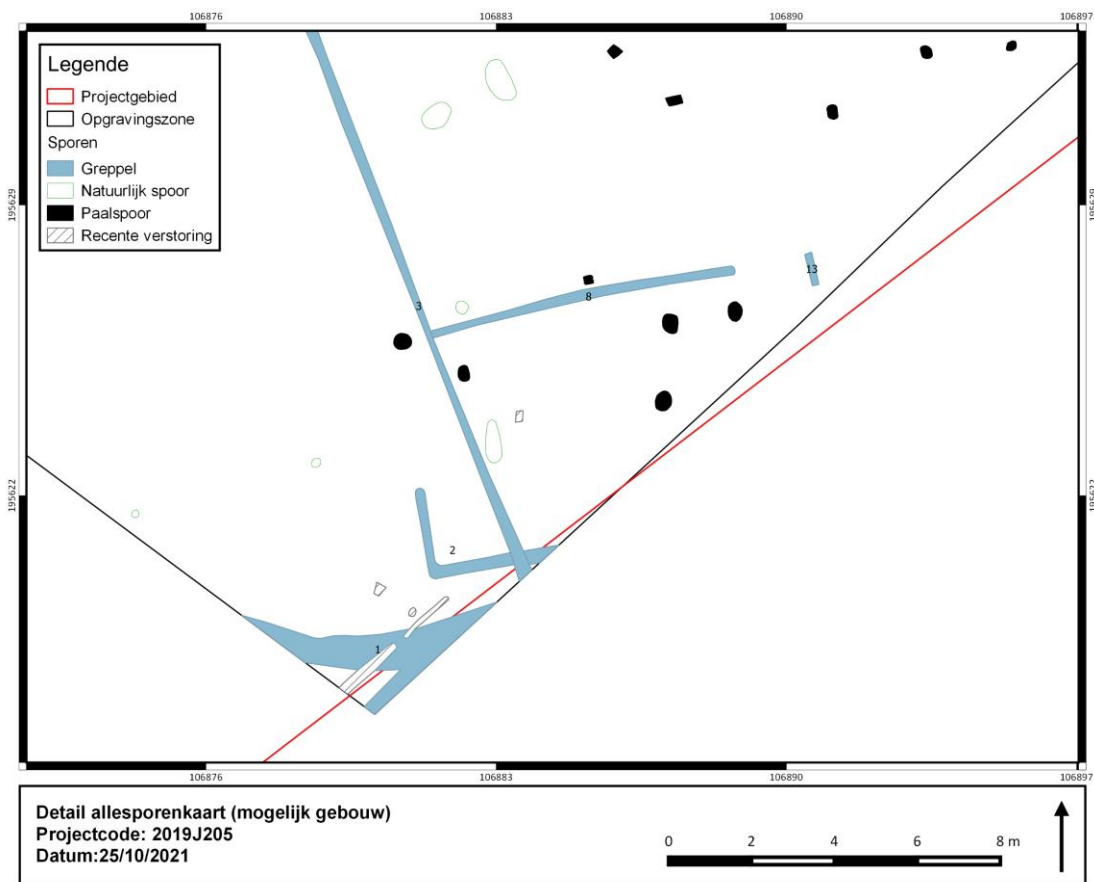 106876 106883 106890 106897
Legende
Projectgebied
Opgravingszone
Sporen
Greppel
Natuurlijk spoor
Paalspoor
Recente verstoring
195629
195629
13
8
3
195622
195622
2
1
106876 106883 106890 106897
Detail allesporenkaart (mogelijk gebouw)
Projectcode: 2019J205
Datum:25/10/2021
0 2 4 6 8 m